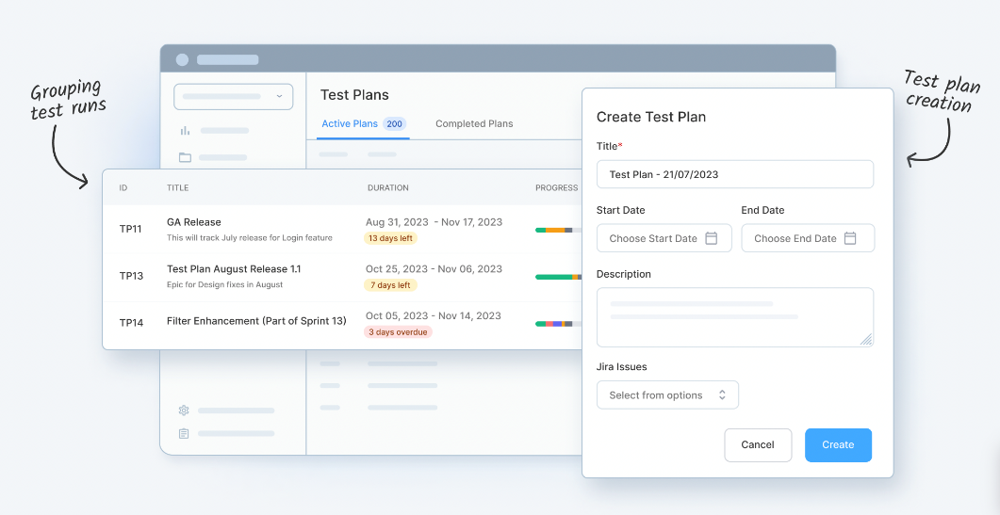 Grouping
test runs
Test plan
creation
Test Plans
Active Plans 200
Completed Plans
ID TITLE DURATION PROGRESS
TP11
GA Release
This will track July release for Login feature
Aug 31, 2023 - Nov 17, 2023
13 days left
TP13
Test Plan August Release 1.1
Epic for Design fixes in August
Oct 25, 2023 - Nov 06, 2023
7 days left
TP14
Filter Enhancement (Part of Sprint 13)
Oct 05, 2023 - Nov 14, 2023
3 days overdue
Create Test Plan
Title*
Test Plan - 21/07/2023
Start Date
End Date
Choose Start Date
Choose End Date
Description
Jira Issues
Select from options
Cancel
Create